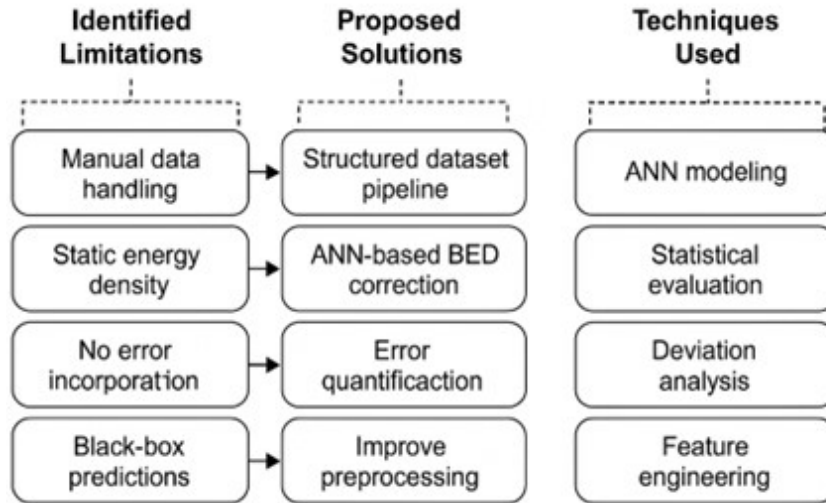 Identified
Limitations
Proposed
Solutions
Techniques
Used
Manual data
handling
Structured dataset
pipeline
ANN modeling
Static energy
density
ANN-based BED
correction
Statistical
evaluation
No error
incorporation
Error
quantificaction
Deviation
analysis
Black-box
predictions
Improve
preprocessing
Feature
engineering